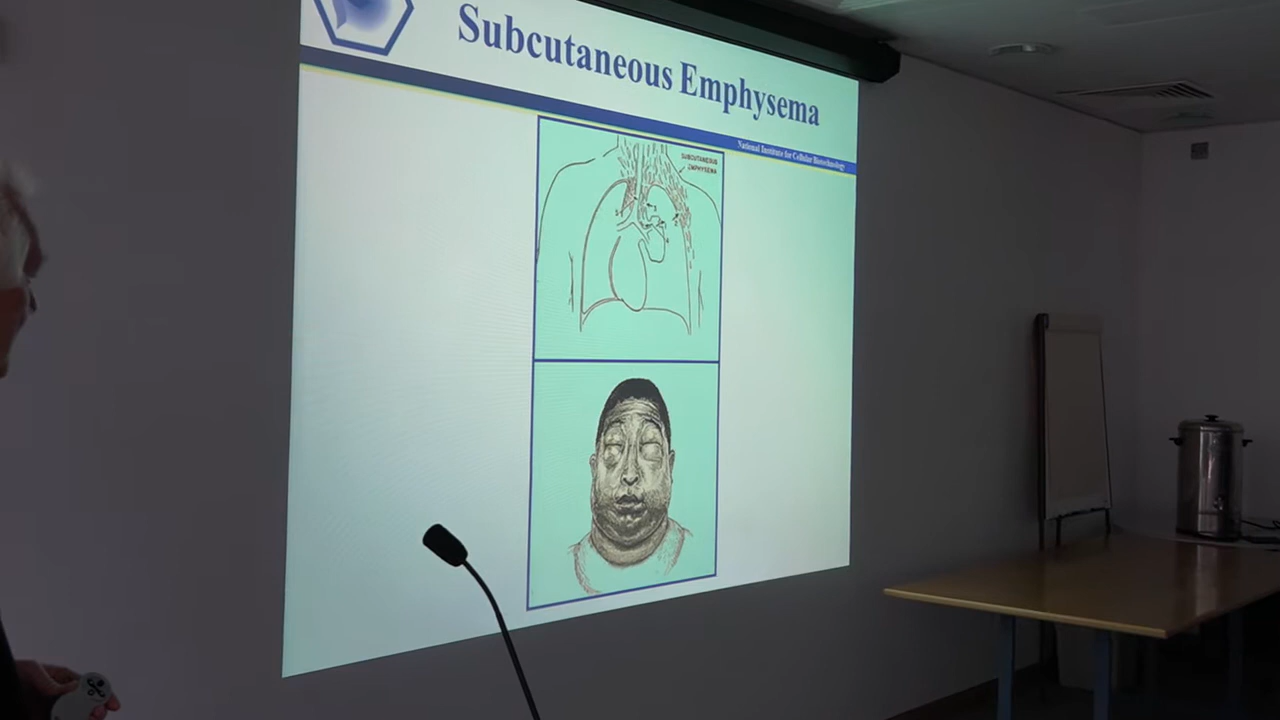 Subcutaneous Emphysema
National Institute for Cellular Biotechnology
SUBCUTANEOUS
EMPHYSEMA